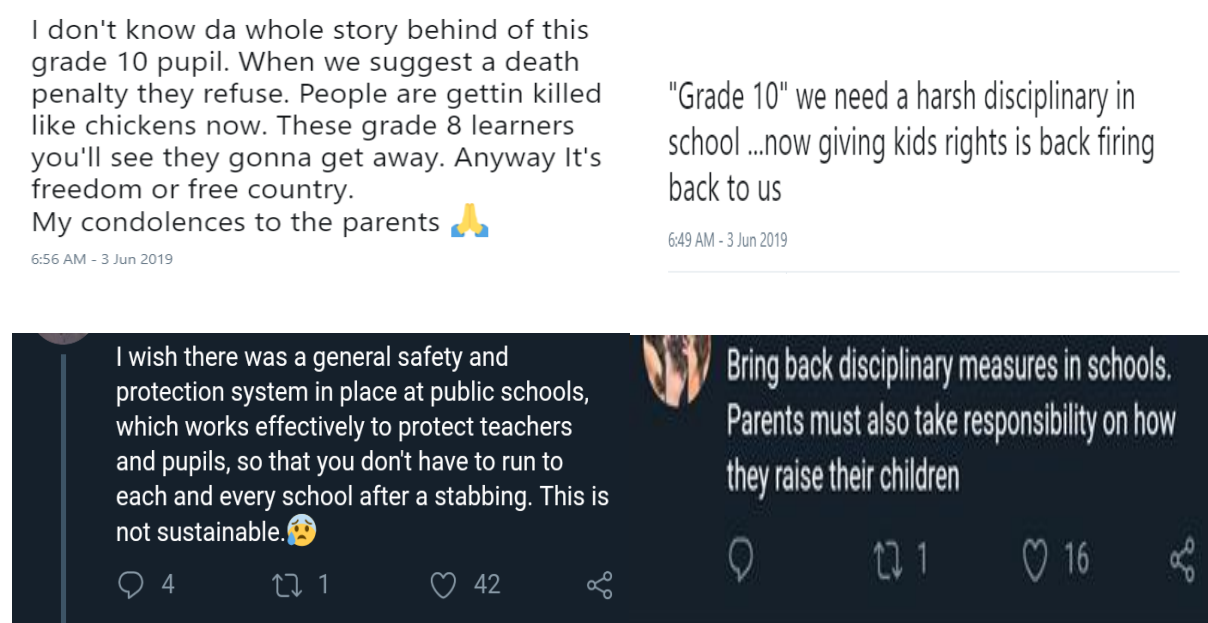 I don't know da whole story behind of this
grade 10 pupil. When we suggest a death
penalty they refuse. People are gettin killed
like chickens now. These grade 8 learners
you'll see they gonna get away. Anyway It's
freedom or free country.
My condolences to the parents 🙏
6:56 AM - 3 Jun 2019
"Grade 10" we need a harsh disciplinary in
school ...now giving kids rights is back firing
back to us
6:49 AM - 3 Jun 2019
I wish there was a general safety and
protection system in place at public schools,
which works effectively to protect teachers
and pupils, so that you don't have to run to
each and every school after a stabbing. This is
not sustainable.😰
4 1 42
Bring back disciplinary measures in schools.
Parents must also take responsibility on how
they raise their children
1 16